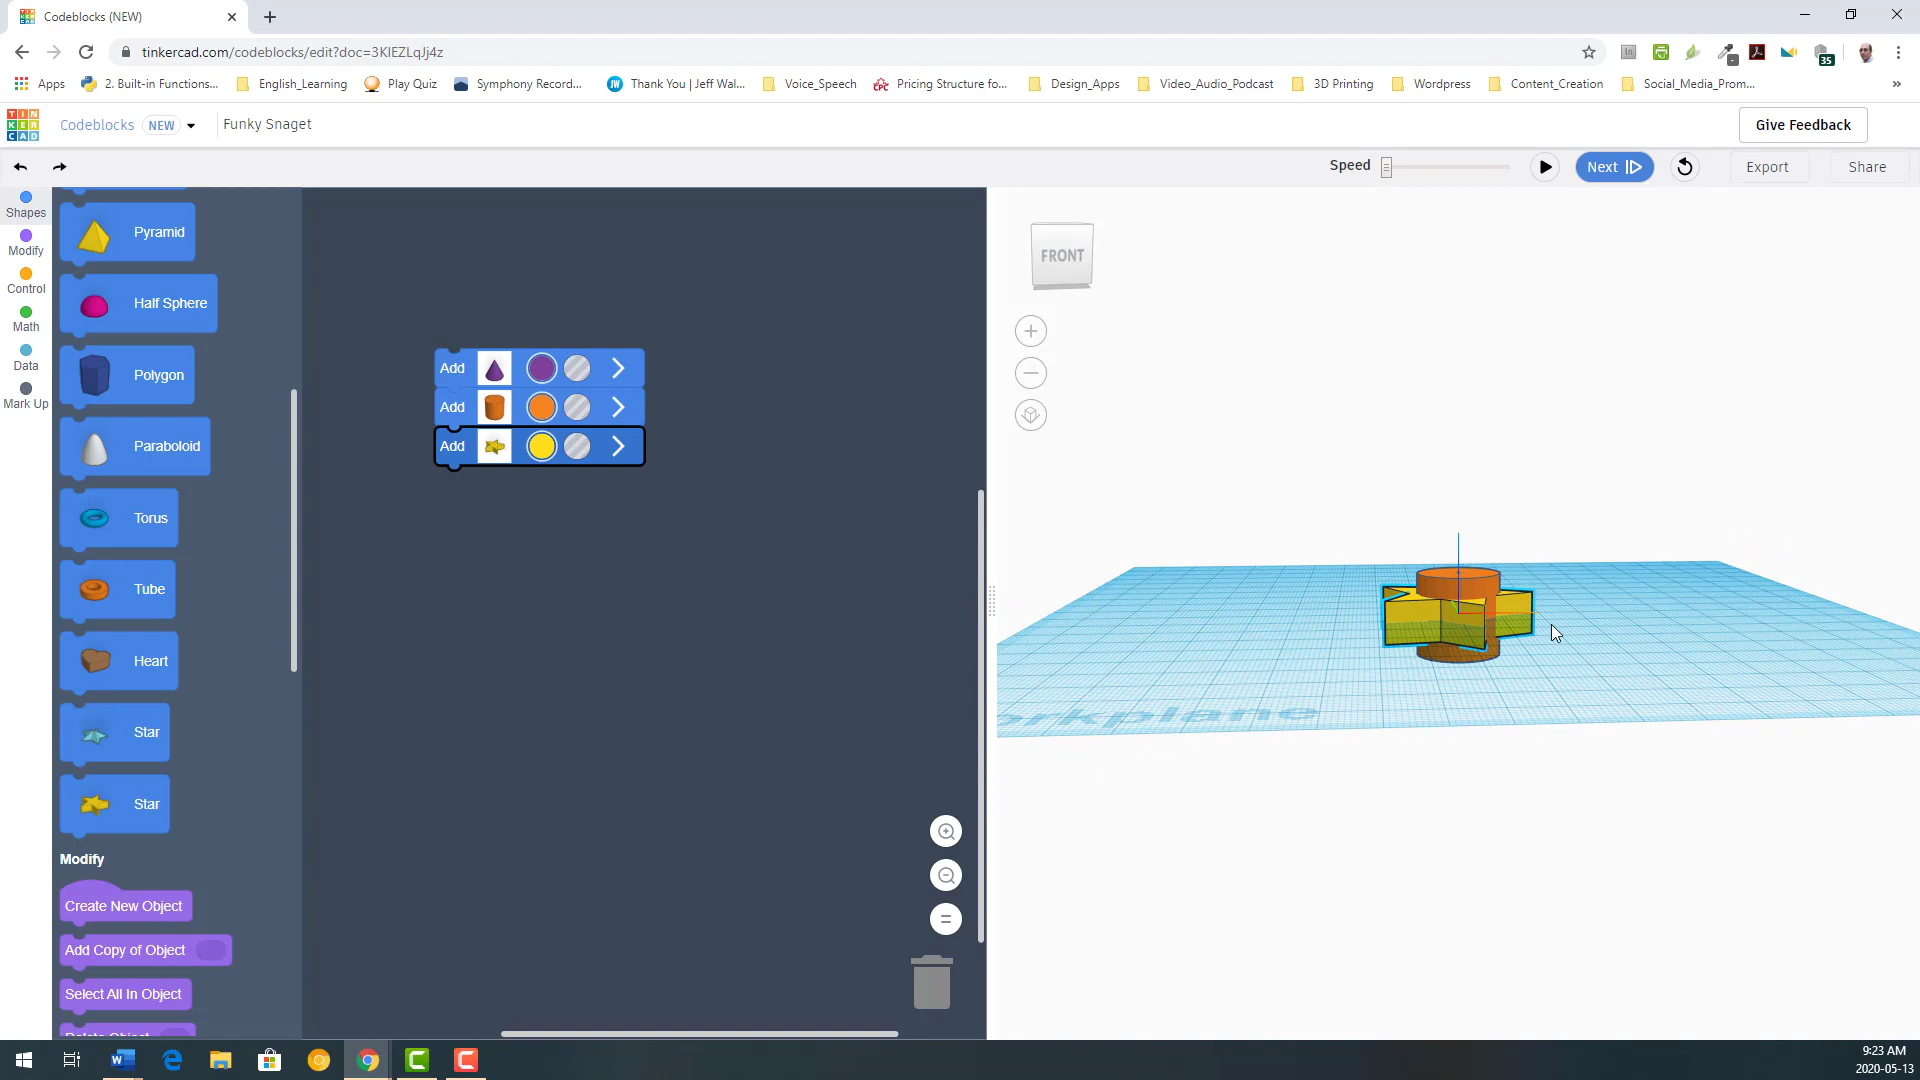 Codeblocks (NEW)
tinkercad.com/codeblocks/edit?doc=3KlEZLqJj4z
35
Apps
2. Built-in Functions...
English_Learning
Play Quiz
Symphony Record...
Thank You | Jeff Wal...
Voice_Speech
Pricing Structure fo...
Design_Apps
Video_Audio_Podcast
3D Printing
Wordpress
Content_Creation
Social_Media_Prom...
»
TIN
KER
CAD
Codeblocks NEW
Funky Snaget
Give Feedback
Speed
Next
Export
Share
Shapes
Modify
Control
Math
Data
Mark Up
Pyramid
Half Sphere
Polygon
Paraboloid
Torus
Tube
Heart
Star
Star
Modify
Create New Object
Add Copy of Object
Select All In Object
Add
Add
Add
FRONT
orkplane
9:23 AM
2020-05-13